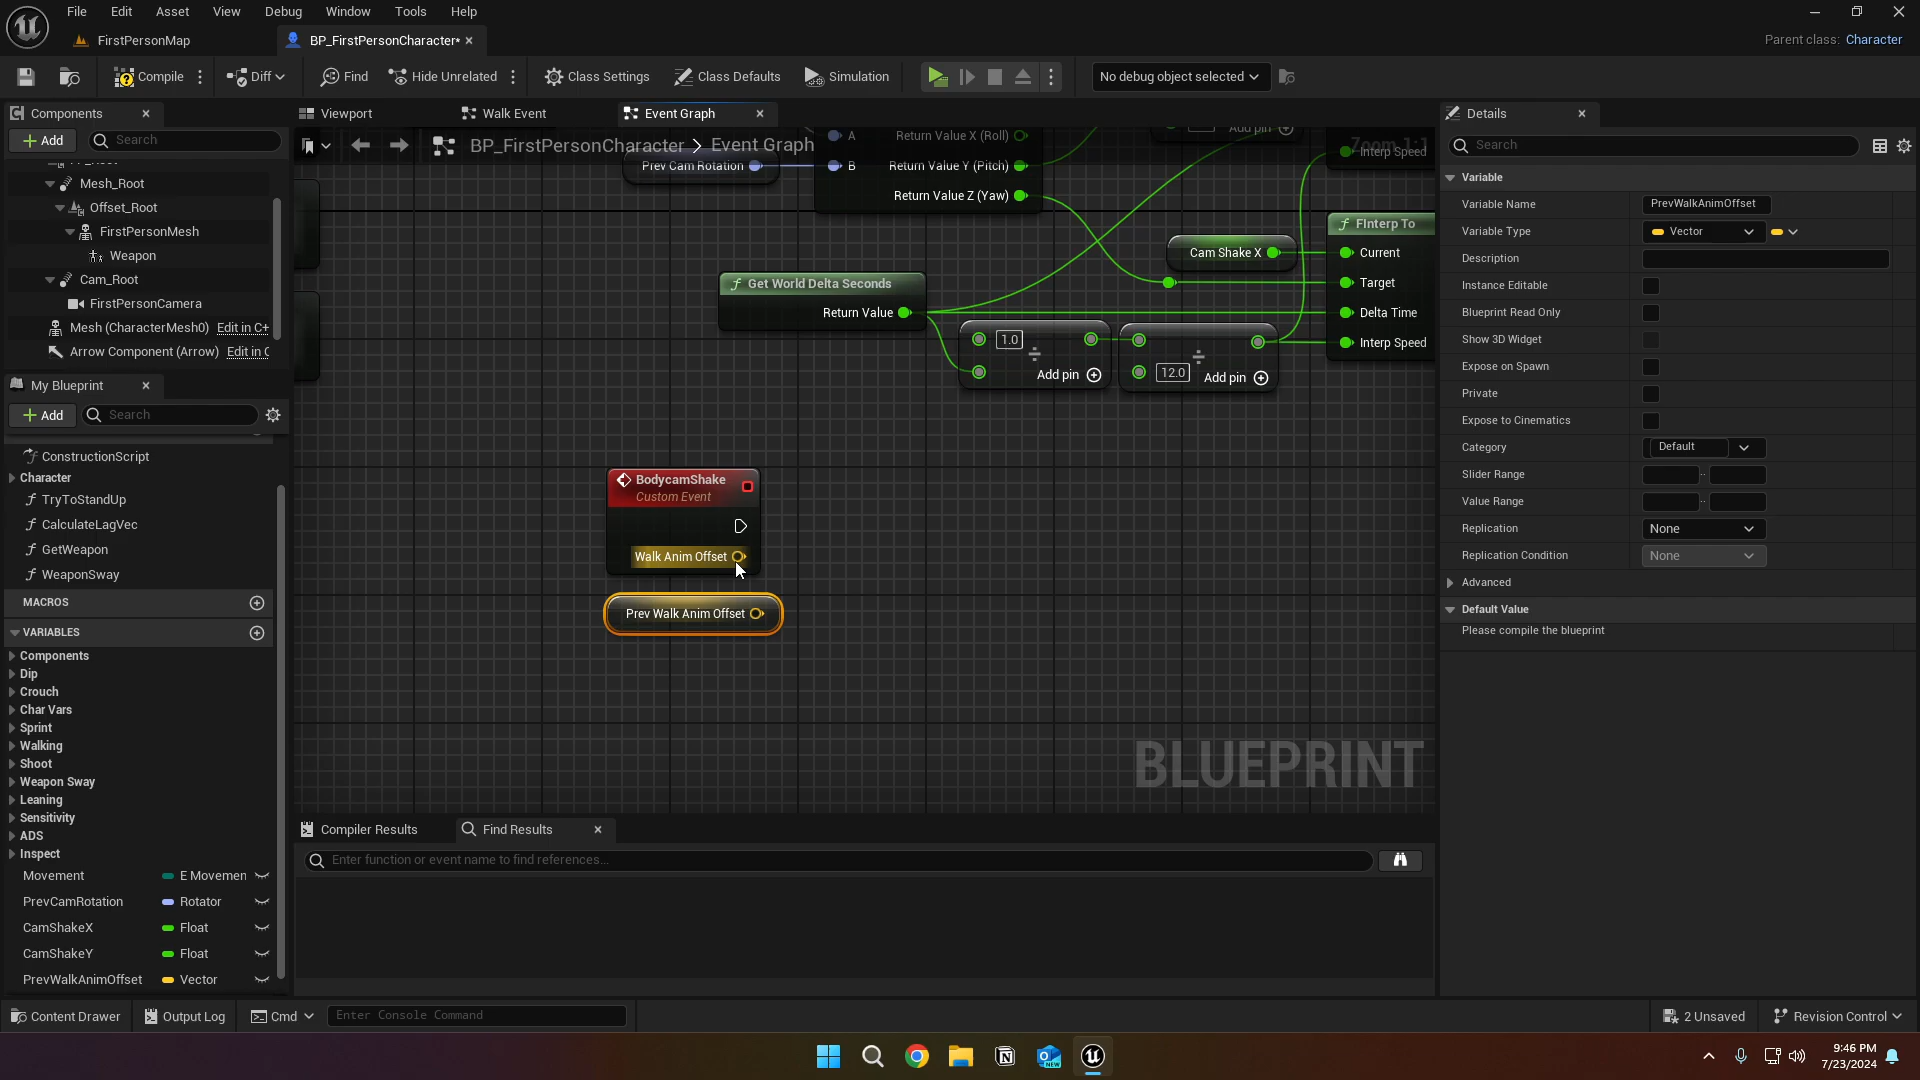 File Edit Asset View Debug Window Tools Help
FirstPersonMap
BP_FirstPersonCharacter*
Parent class: Character
Compile
Diff
Find
Hide Unrelated
Class Settings
Class Defaults
Simulation
No debug object selected
Components
Add
Search
Mesh_Root
Offset_Root
FirstPersonMesh
Weapon
Cam_Root
FirstPersonCamera
Mesh (CharacterMesh0) Edit in C+
Arrow Component (Arrow) Edit in C
My Blueprint
Add
Search
ConstructionScript
Character
TryToStandUp
CalculateLagVec
GetWeapon
WeaponSway
MACROS
VARIABLES
Components
Dip
Crouch
Char Vars
Sprint
Walking
Shoot
Weapon Sway
Leaning
Sensitivity
ADS
Inspect
Movement E Movemen
PrevCamRotation Rotator
CamShakeX Float
CamShakeY Float
PrevWalkAnimOffset Vector
Viewport
Walk Event
Event Graph
BP_FirstPersonCharacter > Event Graph
Zoom 1:1
A Return Value X (Roll)
Prev Cam Rotation B Return Value Y (Pitch)
Return Value Z (Yaw)
Add pin
Interp Speed
Get World Delta Seconds
Return Value
Cam Shake X
f FInterp To
Current
Target
Delta Time
Interp Speed
1.0
÷
Add pin
÷
12.0
Add pin
BodycamShake
Custom Event
Walk Anim Offset
Prev Walk Anim Offset
BLUEPRINT
Compiler Results
Find Results
Enter function or event name to find references...
Details
Search
Variable
Variable Name PrevWalkAnimOffset
Variable Type Vector
Description
Instance Editable
Blueprint Read Only
Show 3D Widget
Expose on Spawn
Private
Expose to Cinematics
Category Default
Slider Range ..
Value Range ..
Replication None
Replication Condition None
Advanced
Default Value
Please compile the blueprint
Content Drawer
Output Log
Cmd
Enter Console Command
2 Unsaved
Revision Control
9:46 PM
7/23/2024